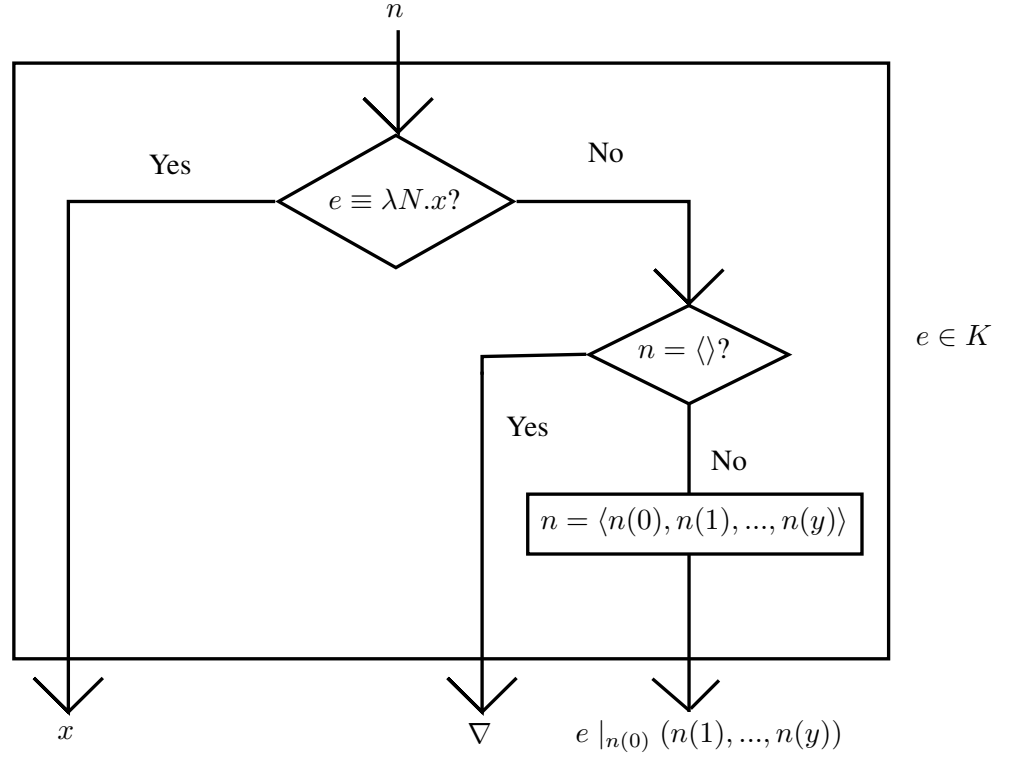 n
Yes
No
e ≡ λN.x?
n = ⟨⟩?
e ∈ K
Yes
No
n = ⟨n(0), n(1), ..., n(y)⟩
x
∇
e |ₙ₍₀₎ (n(1), ..., n(y))